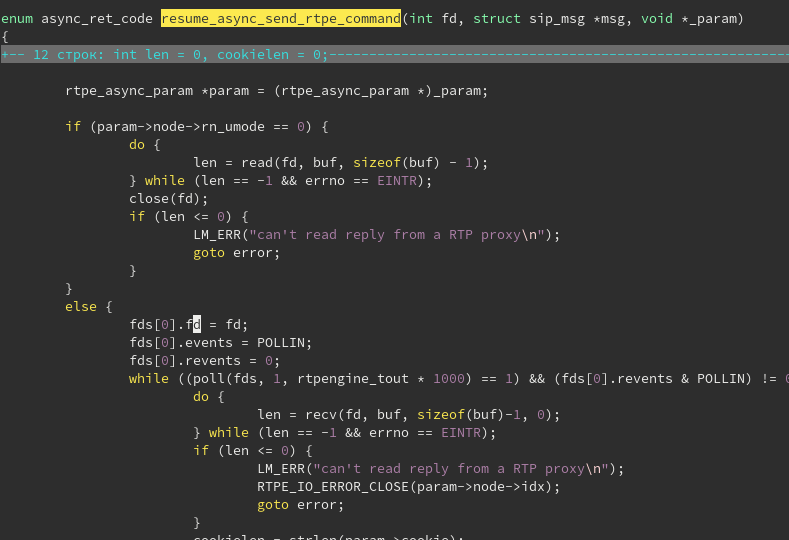 enum async_ret_code resume_async_send_rtpe_command(int fd, struct sip_msg *msg, void *_param)
{
+-- 12 строк: int len = 0, cookielen = 0;--------------------------------------------------------
rtpe_async_param *param = (rtpe_async_param *)_param;
if (param->node->rn_umode == 0) {
do {
len = read(fd, buf, sizeof(buf) - 1);
} while (len == -1 && errno == EINTR);
close(fd);
if (len <= 0) {
LM_ERR("can't read reply from a RTP proxy\n");
goto error;
}
}
else {
fds[0].fd = fd;
fds[0].events = POLLIN;
fds[0].revents = 0;
while ((poll(fds, 1, rtpengine_tout * 1000) == 1) && (fds[0].revents & POLLIN) != 0
do {
len = recv(fd, buf, sizeof(buf)-1, 0);
} while (len == -1 && errno == EINTR);
if (len <= 0) {
LM_ERR("can't read reply from a RTP proxy\n");
RTPE_IO_ERROR_CLOSE(param->node->idx);
goto error;
}
cookielen = strlen(param->cookie);